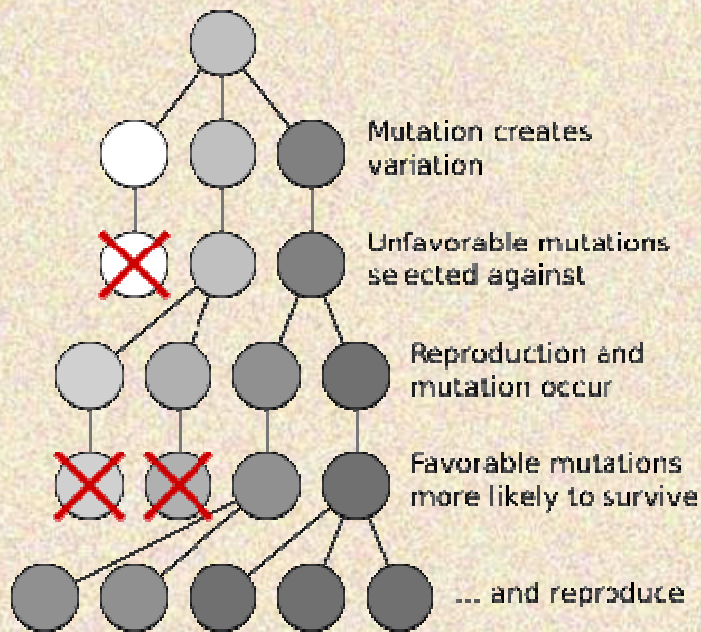 Mutation creates
variation
Unfavorable mutations
selected against
Reproduction and
mutation occur
Favorable mutations
more likely to survive
... and reproduce